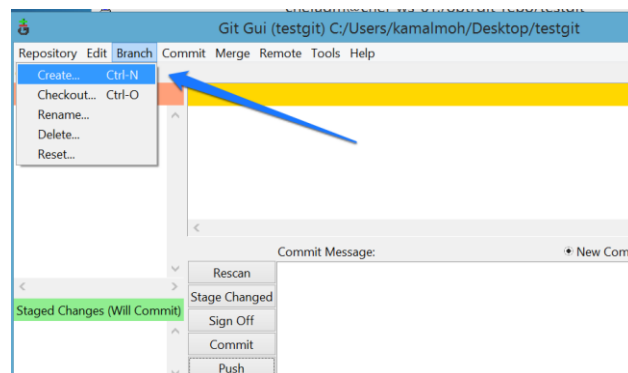 Git Gui (testgit) C:/Users/kamalmoh/Desktop/testgit
Repository Edit Branch Commit Merge Remote Tools Help
Create... Ctrl-N
Checkout... Ctrl-O
Rename...
Delete...
Reset...
Commit Message:
New Com
Rescan
Stage Changed
Staged Changes (Will Commit)
Sign Off
Commit
Push